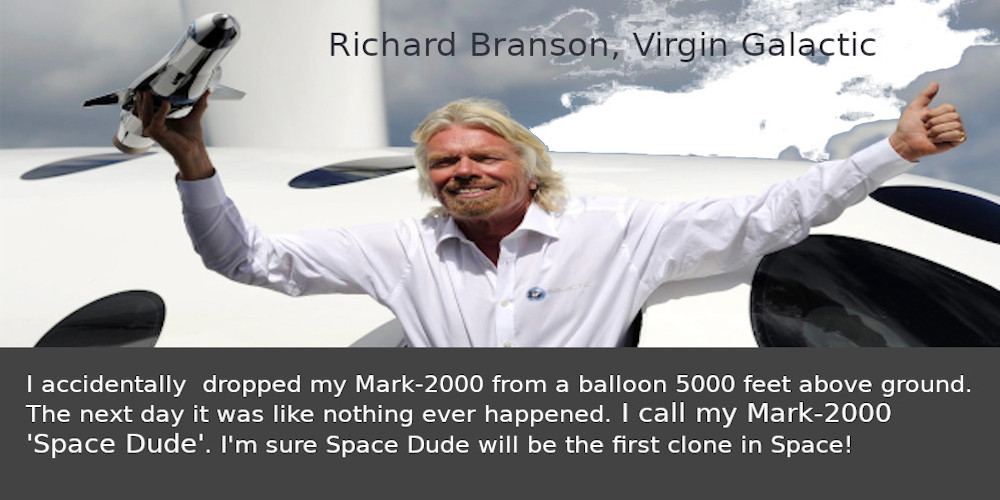 Richard Branson, Virgin Galactic
I accidentally  dropped my Mark-2000 from a balloon 5000 feet above ground.
The next day it was like nothing ever happened. I call my Mark-2000
'Space Dude'. I'm sure Space Dude will be the first clone in Space!